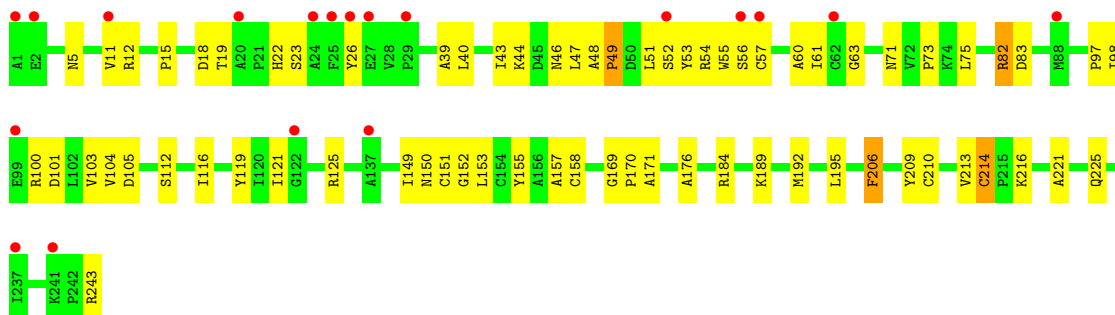 A1 E2 N5 V11 R12 P15 D18 T19 A20 P21 H22 S23 A24 F25 Y26 E27 V28 P29 A39 L40 I43 K44 D45 N46 L47 A48 P49 D50 L51 S52 Y53 R54 W55 S56 C57 A60 I61 C62 G63 N71 V72 P73 K74 L75 R82 D83 M88 P97 I98
E99 R100 D101 L102 V103 V104 D105 S112 I116 Y119 I120 I121 G122 R125 A137 I149 N150 C151 G152 L153 C154 Y155 A156 A157 C158 G169 P170 A171 A176 R184 K189 M192 L195 F206 Y209 C210 V213 C214 P215 K216 A221 Q225
I237 K241 P242 R243